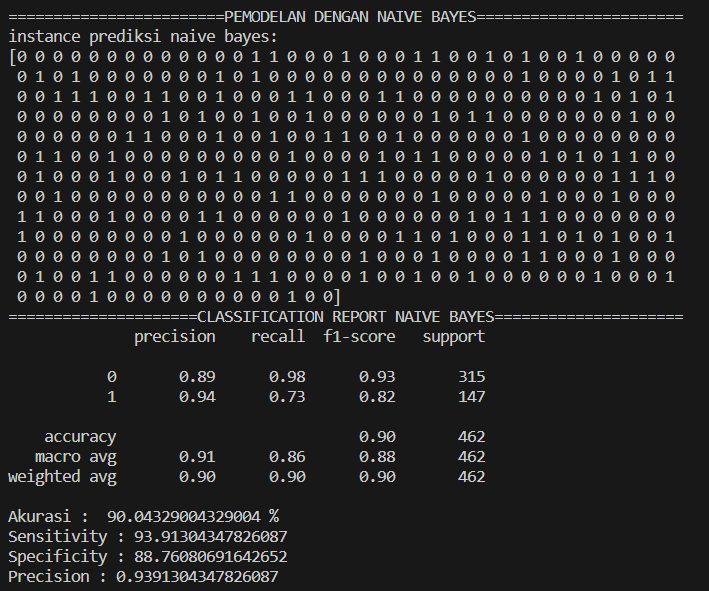 ========================PEMODELAN DENGAN NAIVE BAYES=======================
instance prediksi naive bayes:
[0 0 0 0 0 0 0 0 0 0 0 0 0 1 1 0 0 0 1 0 0 0 1 1 0 0 1 0 1 0 0 1 0 0 0 0 0
0 1 0 1 0 0 0 0 0 0 0 1 0 1 0 0 0 0 0 0 0 0 0 0 0 0 0 0 1 0 0 0 0 1 0 1 1
0 0 1 1 1 0 0 1 1 0 0 1 0 0 0 1 1 0 0 0 1 1 0 0 0 0 0 0 0 0 0 0 1 0 1 0 1
0 0 0 0 0 0 0 0 1 0 1 0 0 1 0 0 1 0 0 0 0 0 0 1 0 1 1 0 0 0 0 0 0 0 1 0 0
0 0 0 0 0 0 1 1 0 0 0 1 0 0 1 0 0 1 1 0 0 1 0 0 0 0 0 0 1 0 0 0 0 0 0 0 0
0 1 1 0 0 1 0 0 0 0 0 0 0 0 0 1 0 0 0 0 1 0 1 1 0 0 0 0 0 1 0 1 0 1 1 0 0
0 1 0 0 0 1 0 0 0 1 0 1 1 0 0 0 0 0 1 1 1 0 0 0 0 0 1 0 0 0 0 0 0 1 1 1 0
0 0 1 0 0 0 0 0 0 0 0 0 0 0 1 1 0 0 0 0 0 0 0 1 0 0 0 0 0 1 0 0 0 1 0 0 0
1 1 0 0 0 1 0 0 0 0 1 1 0 0 0 0 0 0 1 0 0 0 0 0 0 1 0 1 1 1 0 0 0 0 0 0 0
1 0 0 0 0 0 0 0 0 1 0 0 0 0 0 0 1 0 0 0 0 1 1 0 1 0 0 0 1 1 0 1 0 1 0 0 1
0 0 0 0 0 0 0 0 1 0 1 0 0 0 0 0 0 0 0 1 0 0 0 1 0 0 0 0 1 1 0 0 0 1 0 0 0
0 1 0 0 1 1 0 0 0 0 0 0 1 1 1 0 0 0 0 1 0 0 1 0 0 1 0 0 0 0 0 0 1 0 0 0 1
0 0 0 0 1 0 0 0 0 0 0 0 0 0 0 1 0 0]
=====================CLASSIFICATION REPORT NAIVE BAYES=====================
precision recall f1-score support
0 0.89 0.98 0.93 315
1 0.94 0.73 0.82 147
accuracy 0.90 462
macro avg 0.91 0.86 0.88 462
weighted avg 0.90 0.90 0.90 462
Akurasi :  90.04329004329004 %
Sensitivity : 93.91304347826087
Specificity : 88.76080691642652
Precision : 0.9391304347826087